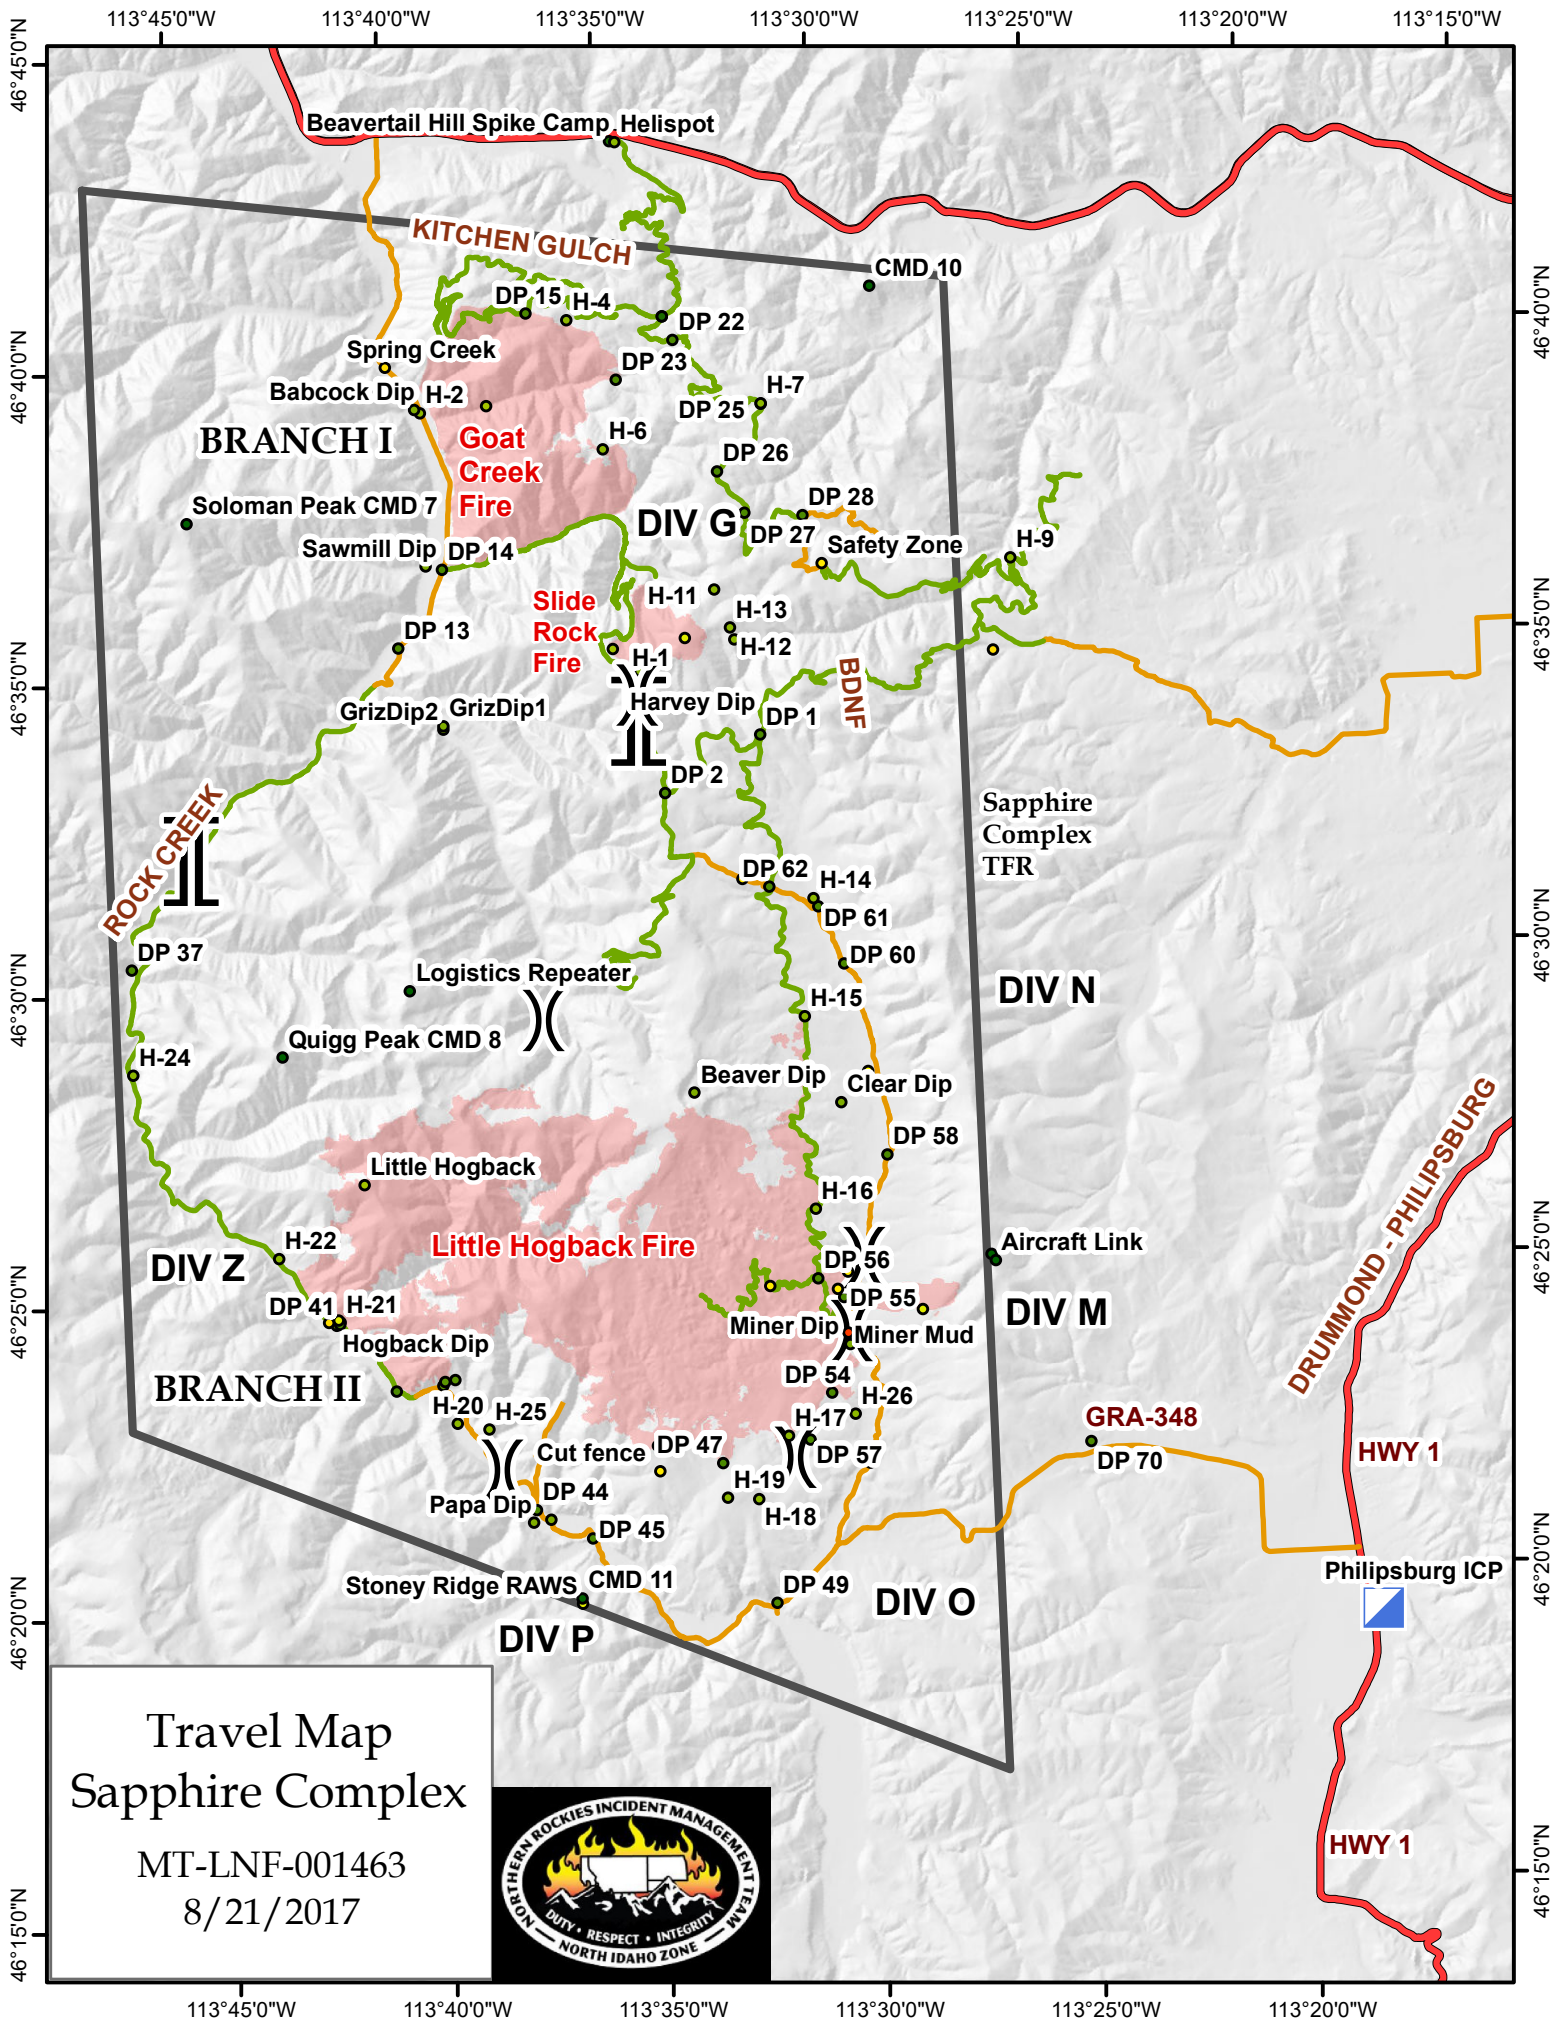 113°45'0"W
113°40'0"W
113°35'0"W
113°30'0"W
113°25'0"W
113°20'0"W
113°15'0"W
46°45'0"N
46°40'0"N
46°35'0"N
46°30'0"N
46°25'0"N
46°20'0"N
46°15'0"N
46°40'0"N
46°35'0"N
46°30'0"N
46°25'0"N
46°20'0"N
46°15'0"N
Beavertail Hill Spike Camp
Helispot
KITCHEN GULCH
CMD 10
DP 15
H-4
DP 22
Spring Creek
DP 23
Babcock Dip
H-2
H-7
DP 25
BRANCH I
Goat
Creek
Fire
H-6
DP 26
Soloman Peak CMD 7
DIV G
DP 28
DP 27
Sawmill Dip
DP 14
Safety Zone
H-9
Slide
Rock
Fire
H-11
H-13
H-12
DP 13
H-1
BDNF
Harvey Dip
GrizDip2
GrizDip1
DP 1
DP 2
ROCK CREEK
Sapphire
Complex
TFR
DP 62
H-14
DP 61
DP 37
DP 60
Logistics Repeater
DIV N
H-15
Quigg Peak CMD 8
H-24
Beaver Dip
Clear Dip
DP 58
Little Hogback
H-16
DRUMMOND - PHILIPSBURG
H-22
Little Hogback Fire
Aircraft Link
DIV Z
DP 56
DP 41
H-21
DP 55
DIV M
Hogback Dip
Miner Dip
Miner Mud
BRANCH II
DP 54
H-26
H-20
H-25
H-17
GRA-348
Cut fence
DP 47
DP 57
DP 70
HWY 1
Papa Dip
DP 44
H-19
H-18
DP 45
Stoney Ridge RAWS
CMD 11
DP 49
Philipsburg ICP
DIV O
DIV P
HWY 1
Travel Map
Sapphire Complex
MT-LNF-001463
8/21/2017
NORTHERN ROCKIES INCIDENT MANAGEMENT TEAM
DUTY • RESPECT • INTEGRITY
NORTH IDAHO ZONE
113°45'0"W
113°40'0"W
113°35'0"W
113°30'0"W
113°25'0"W
113°20'0"W